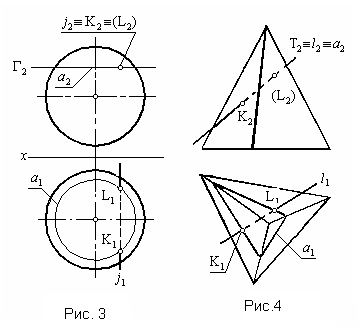 j₂≡K₂≡(L₂)
Γ₂
a₂
x
a₁
L₁
K₁
j₁
Рис. 3
T₂≡l₂≡a₂
(L₂)
K₂
l₁
L₁
K₁
a₁
Рис.4